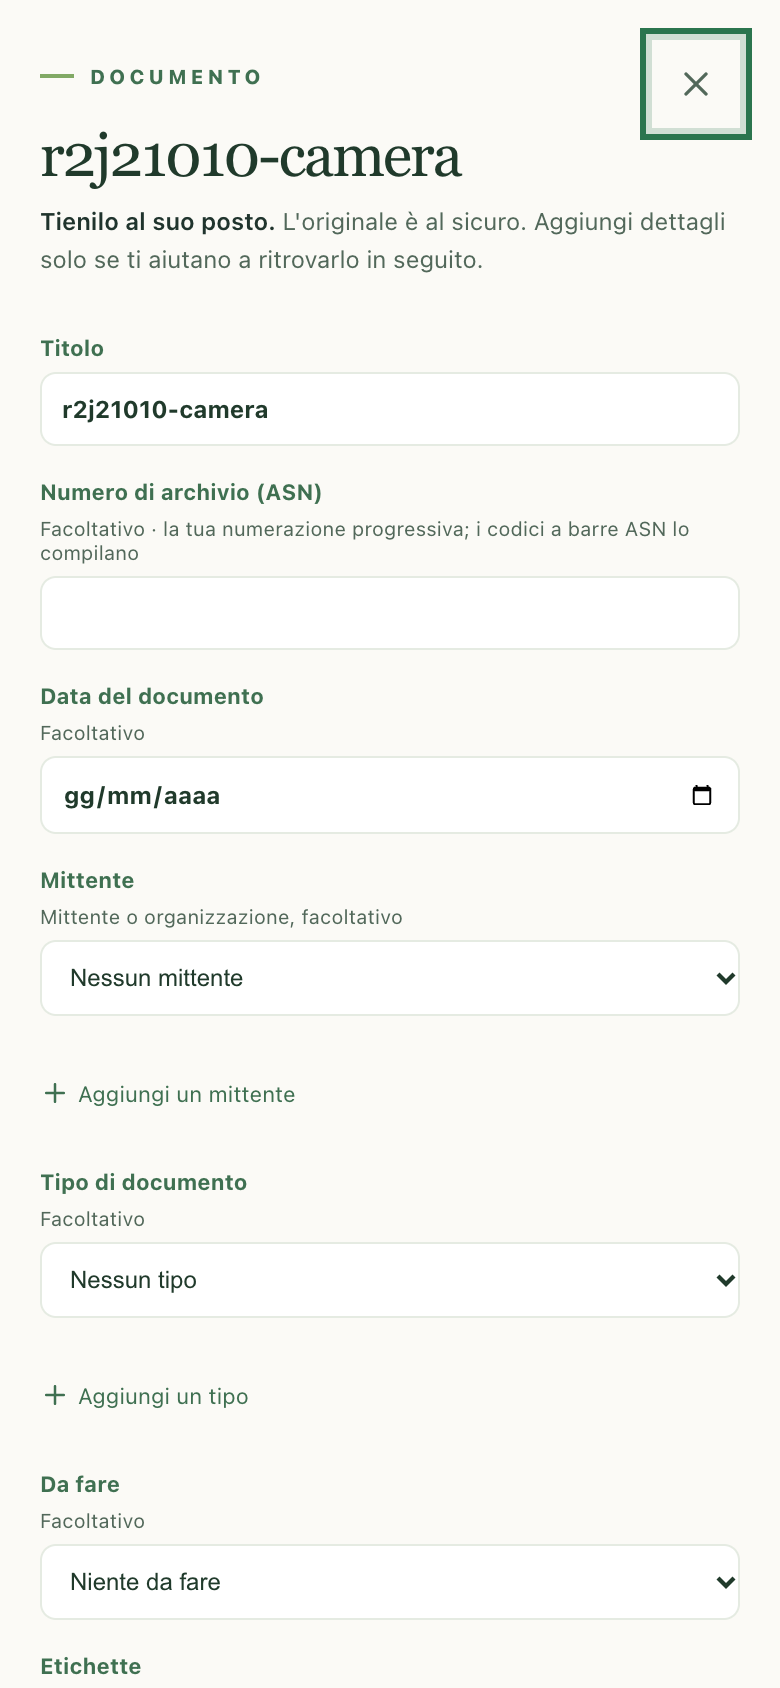 DOCUMENTO
r2j21010-camera
Tienilo al suo posto. L'originale è al sicuro. Aggiungi dettagli
solo se ti aiutano a ritrovarlo in seguito.
Titolo
r2j21010-camera
Numero di archivio (ASN)
Facoltativo · la tua numerazione progressiva; i codici a barre ASN lo
compilano
Data del documento
Facoltativo
gg/mm/aaaa
Mittente
Mittente o organizzazione, facoltativo
Nessun mittente
Aggiungi un mittente
Tipo di documento
Facoltativo
Nessun tipo
Aggiungi un tipo
Da fare
Facoltativo
Niente da fare
Etichette